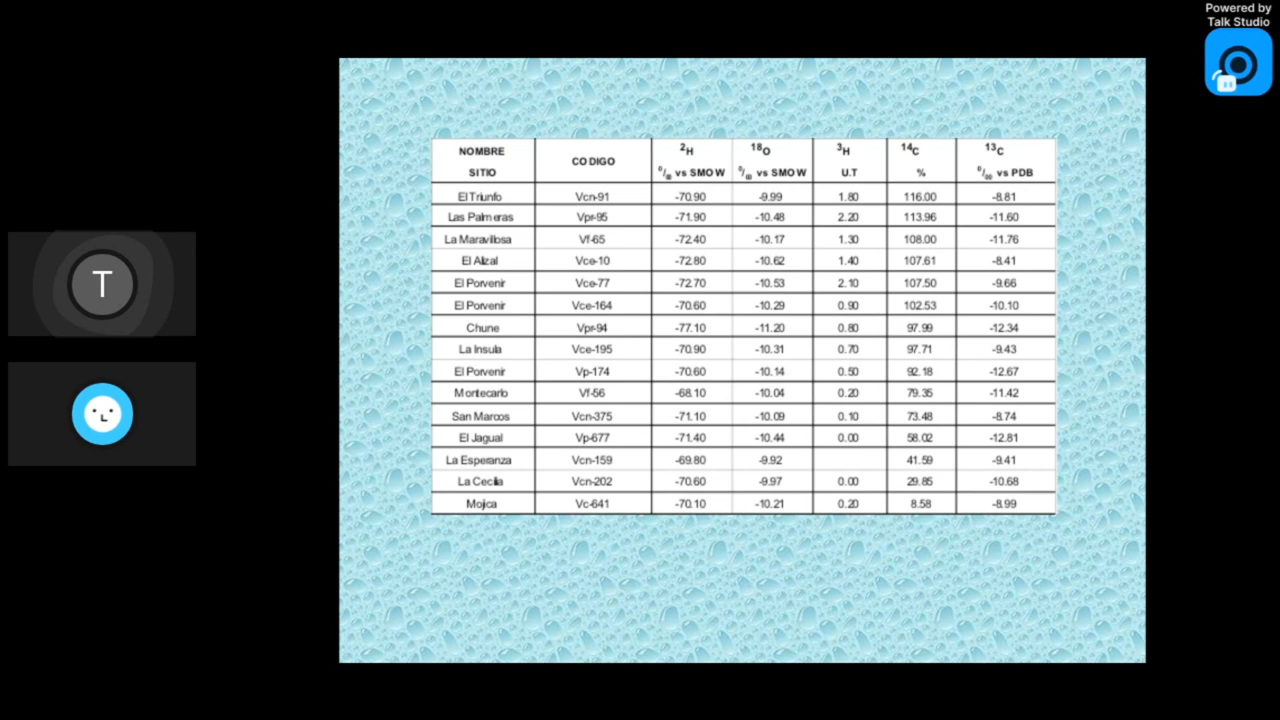 Powered by
Talk Studio
NOMBRE SITIO CODIGO ²H ⁰/₀₀ vs SMOW ¹⁸O ⁰/₀₀ vs SMOW ³H U.T ¹⁴C % ¹³C ⁰/₀₀ vs PDB
El Triunfo Vcn-91 -70.90 -9.99 1.80 116.00 -8.81
Las Palmeras Vpr-95 -71.90 -10.48 2.20 113.96 -11.60
La Maravillosa Vf-65 -72.40 -10.17 1.30 108.00 -11.76
El Alizal Vce-10 -72.80 -10.62 1.40 107.61 -8.41
El Porvenir Vce-77 -72.70 -10.53 2.10 107.50 -9.66
El Porvenir Vce-164 -70.60 -10.29 0.90 102.53 -10.10
Chune Vpr-94 -77.10 -11.20 0.80 97.99 -12.34
La Insula Vce-195 -70.90 -10.31 0.70 97.71 -9.43
El Porvenir Vp-174 -70.60 -10.14 0.50 92.18 -12.67
Montecarlo Vf-56 -68.10 -10.04 0.20 79.35 -11.42
San Marcos Vcn-375 -71.10 -10.09 0.10 73.48 -8.74
El Jagual Vp-677 -71.40 -10.44 0.00 58.02 -12.81
La Esperanza Vcn-159 -69.80 -9.92 41.59 -9.41
La Cecilia Vcn-202 -70.60 -9.97 0.00 29.85 -10.68
Mojica Vc-641 -70.10 -10.21 0.20 8.58 -8.99
T